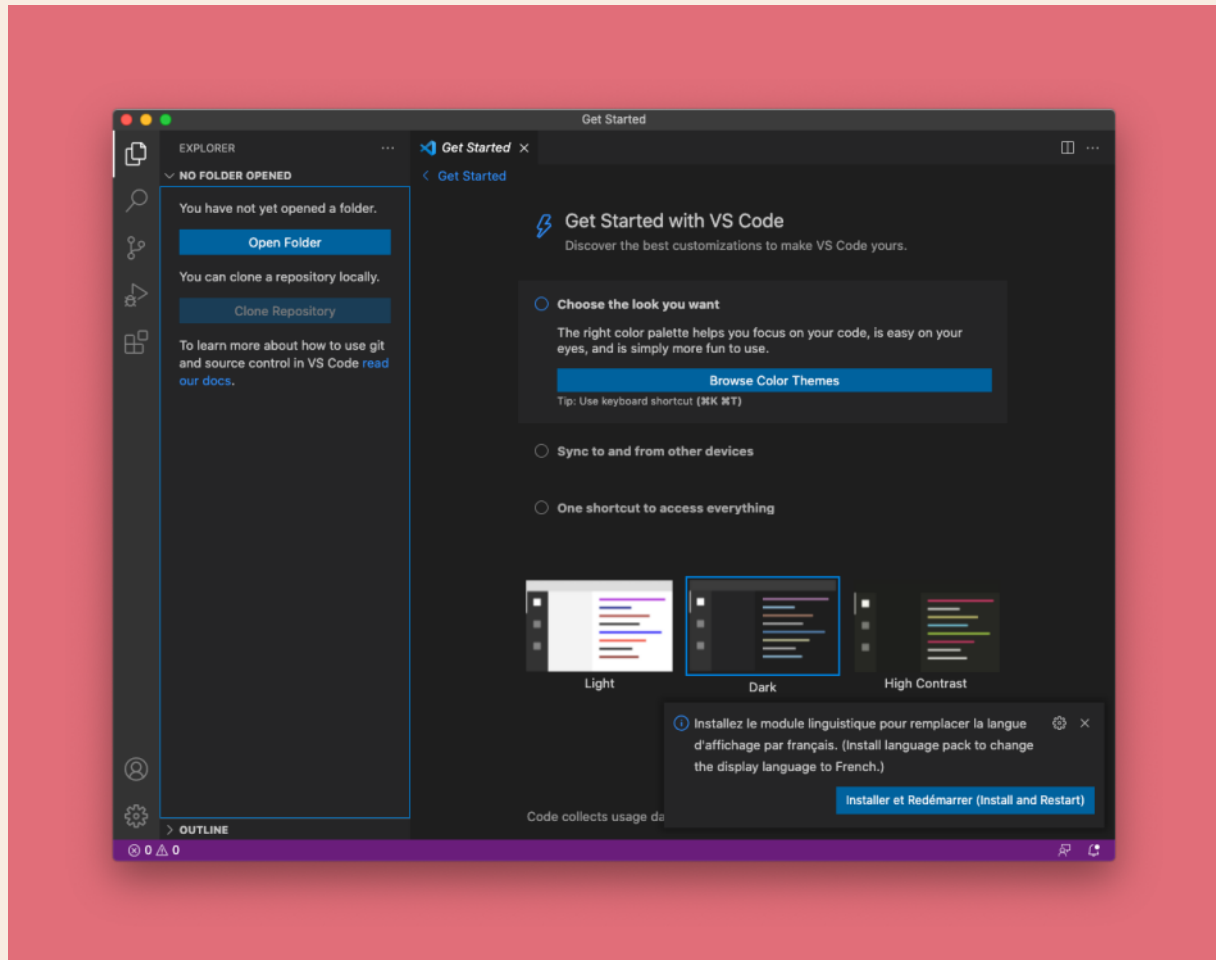 Get Started
EXPLORER
NO FOLDER OPENED
You have not yet opened a folder.
Open Folder
You can clone a repository locally.
Clone Repository
To learn more about how to use git
and source control in VS Code read
our docs.
OUTLINE
Get Started
Get Started
Get Started with VS Code
Discover the best customizations to make VS Code yours.
Choose the look you want
The right color palette helps you focus on your code, is easy on your
eyes, and is simply more fun to use.
Browse Color Themes
Tip: Use keyboard shortcut (⌘K ⌘T)
Sync to and from other devices
One shortcut to access everything
Light
Dark
High Contrast
Installez le module linguistique pour remplacer la langue
d'affichage par français. (Install language pack to change
the display language to French.)
Installer et Redémarrer (Install and Restart)
Code collects usage da
0 0